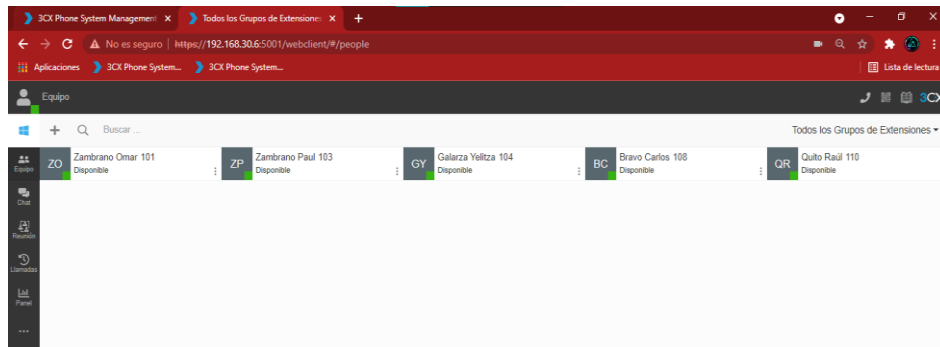 3CX Phone System Management
Todos los Grupos de Extensiones
No es seguro | https://192.168.30.6:5001/webclient/#/people
Aplicaciones 3CX Phone System... 3CX Phone System... Lista de lectura
Equipo 3CX
Buscar ... Todos los Grupos de Extensiones
Equipo
Chat
Reunión
Llamadas
Panel
...
ZO Zambrano Omar 101
Disponible
ZP Zambrano Paul 103
Disponible
GY Galarza Yelitza 104
Disponible
BC Bravo Carlos 108
Disponible
QR Quito Raúl 110
Disponible